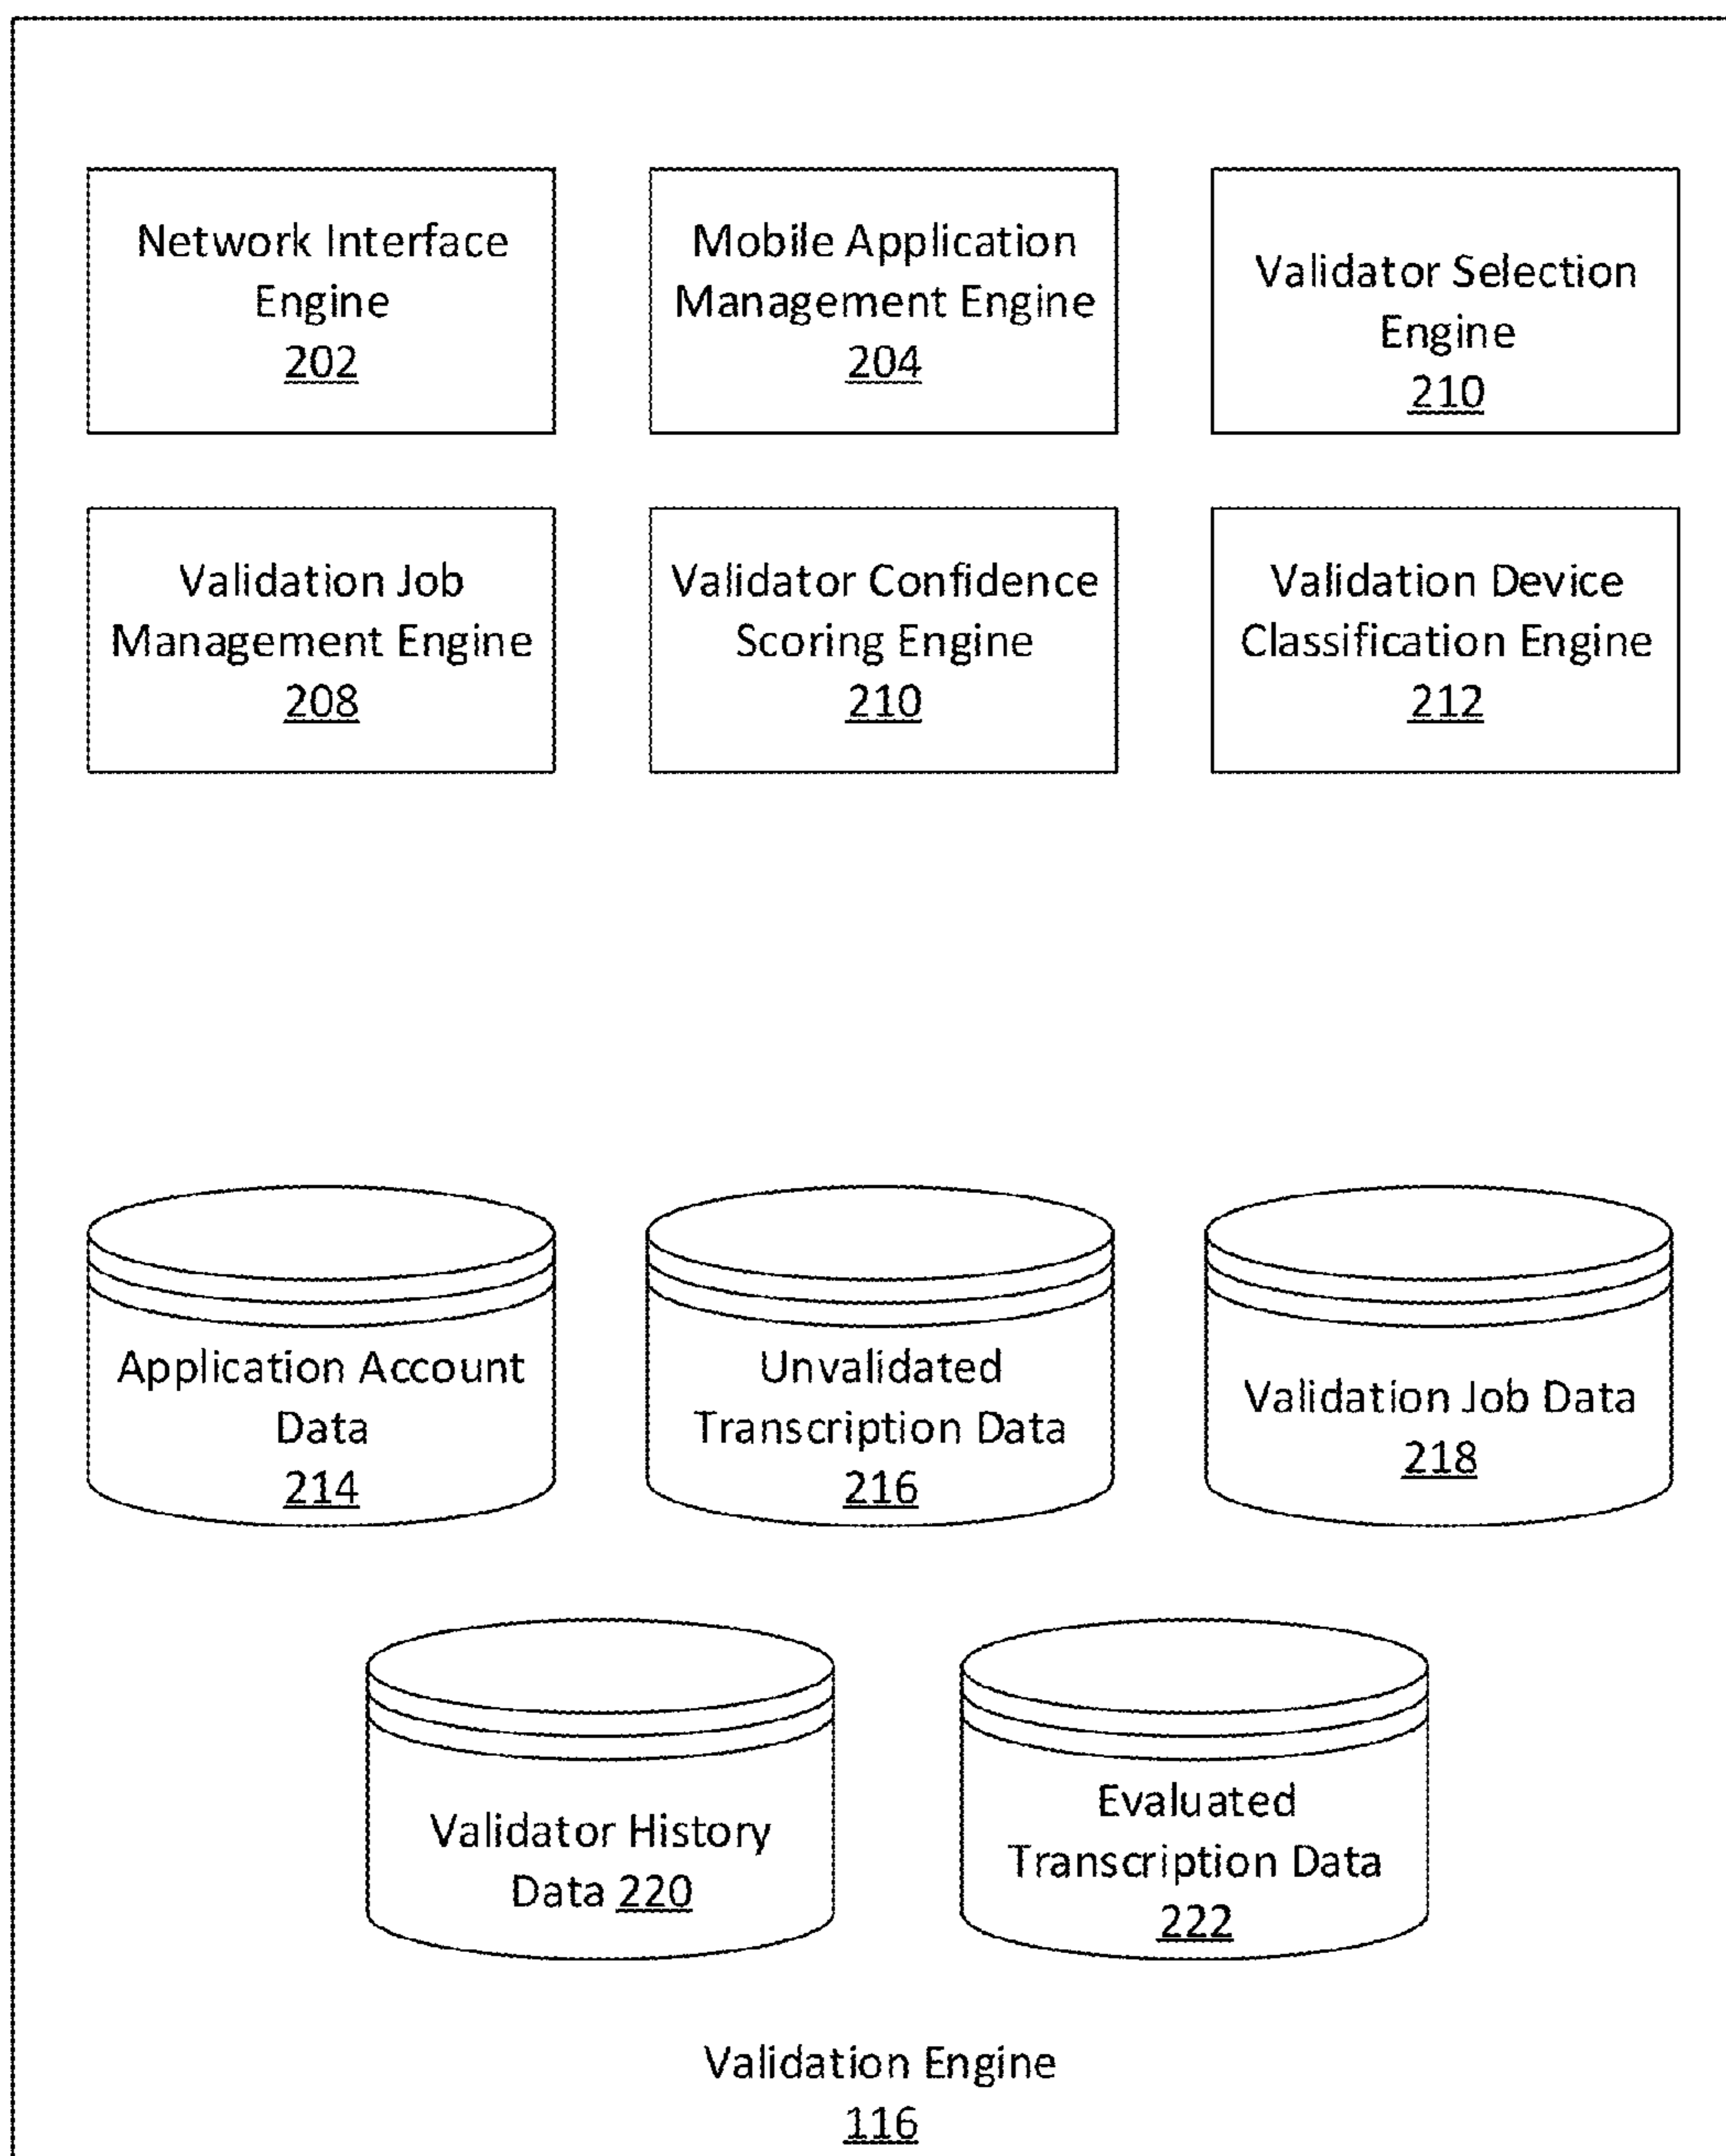 Network Interface
Engine
202
Mobile Application
Management Engine
204
Validator Selection
Engine
210
Validation Job
Management Engine
208
Validator Confidence
Scoring Engine
210
Validation Device
Classification Engine
212
Application Account
Data
214
Unvalidated
Transcription Data
216
Validation Job Data
218
Validator History
Data 220
Evaluated
Transcription Data
222
Validation Engine
116